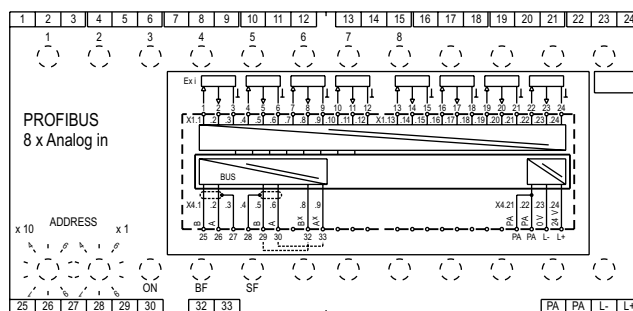 1 2 3 4 5 6 7 8 9 10 11 12 13 14 15 16 17 18 19 20 21 22 23 24
1 2 3 4 5 6 7 8
Ex i
1 2 3 4 5 6 7 8 9 10 11 12 13 14 15 16 17 18 19 20 21 22 23 24
X1.1 .2 .3 .4 .5 .6 .7 .8 .9 .10 .11 .12 X1.13 .14 .15 .16 .17 .18 .19 .20 .21 .22 .23 .24
PROFIBUS
8 x Analog in
BUS
X4.1 .2 .3 .4 .5 .6 .8 .9 X4.21 .22 .23 .24
B A B A Bx Ax PA PA 0 V 24 V
25 26 27 28 29 30 32 33 PA PA L- L+
ADDRESS
x 10 x 1
4 6 4 6
ON BF SF
25 26 27 28 29 30 32 33 PA PA L- L+